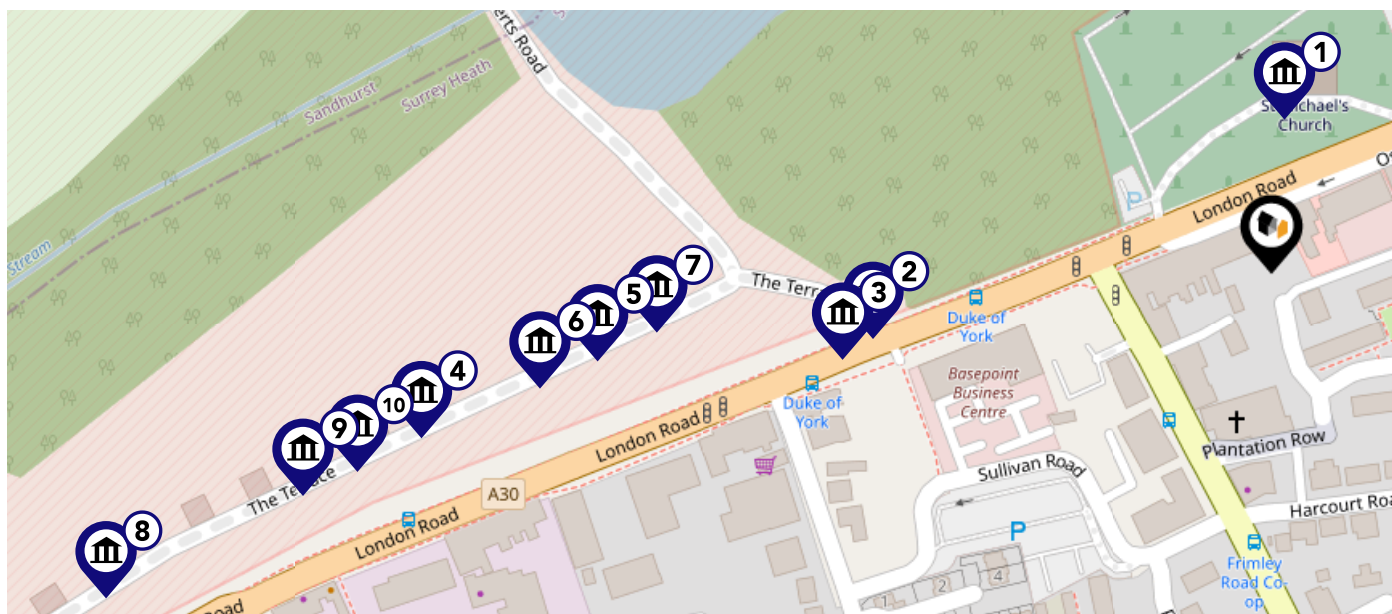 erts Road
Sandhurst
Surrey Heath
Stream
1
St Michael's
Church
London Road
P
2
3
7
5
6
The Terr
Duke of
York
Basepoint
Business
Centre
4
10
9
Duke of
York
London Road
The Terrace
A30
8
London Road
Road
Sullivan Road
Plantation Row
Harcourt Roa
P
2
4
1
Frimley
Road Co-
op